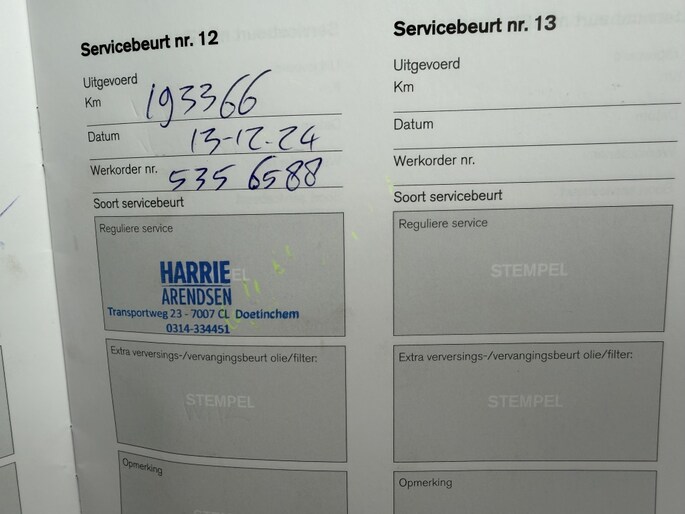 Servicebeurt nr. 12
Uitgevoerd
Km 193366
Datum 13-12-24
Werkorder nr. 535 6588
Soort servicebeurt
Reguliere service
HARRIE
ARENDSEN
Transportweg 23 - 7007 CL Doetinchem
0314-334451
Extra verversings-/vervangingsbeurt olie/filter:
STEMPEL
Opmerking
Servicebeurt nr. 13
Uitgevoerd
Km
Datum
Werkorder nr.
Soort servicebeurt
Reguliere service
STEMPEL
Extra verversings-/vervangingsbeurt olie/filter:
STEMPEL
Opmerking